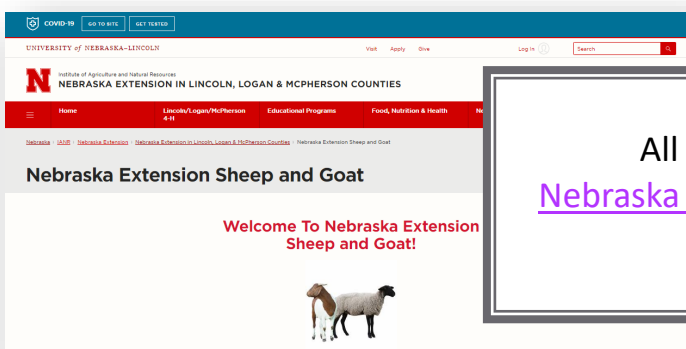 COVID-19 GO TO SITE GET TESTED
UNIVERSITY of NEBRASKA–LINCOLN Visit Apply Give Log In Search
Institute of Agriculture and Natural Resources
NEBRASKA EXTENSION IN LINCOLN, LOGAN & MCPHERSON COUNTIES
Home Lincoln/Logan/McPherson 4-H Educational Programs Food, Nutrition & Health Ne
Nebraska › IANR › Nebraska Extension › Nebraska Extension in Lincoln, Logan & McPherson Counties › Nebraska Extension Sheep and Goat
Nebraska Extension Sheep and Goat
Welcome To Nebraska Extension
Sheep and Goat!
All
Nebraska